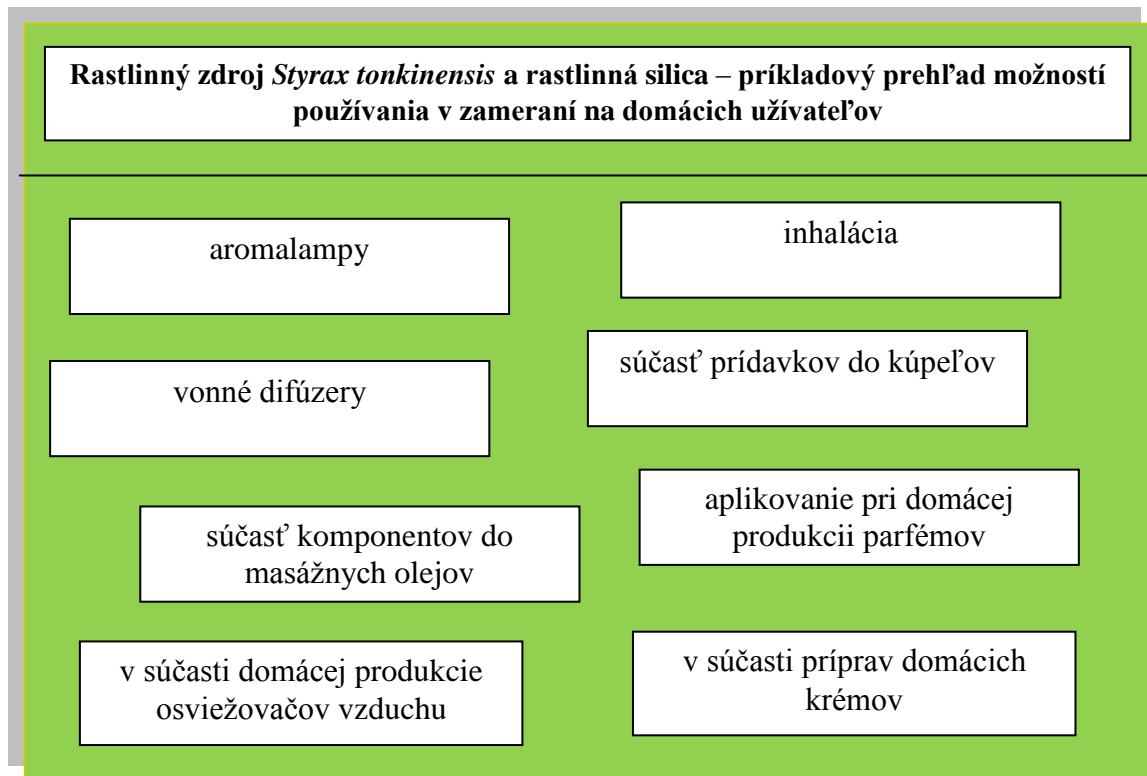 Rastlinný zdroj Styrax tonkinensis a rastlinná silica – príkladový prehľad možností
používania v zameraní na domácich užívateľov
aromalampy
inhalácia
vonné difúzery
súčasť prídavkov do kúpeľov
súčasť komponentov do
masážnych olejov
aplikovanie pri domácej
produkcii parfémov
v súčasti domácej produkcie
osviežovačov vzduchu
v súčasti príprav domácich
krémov